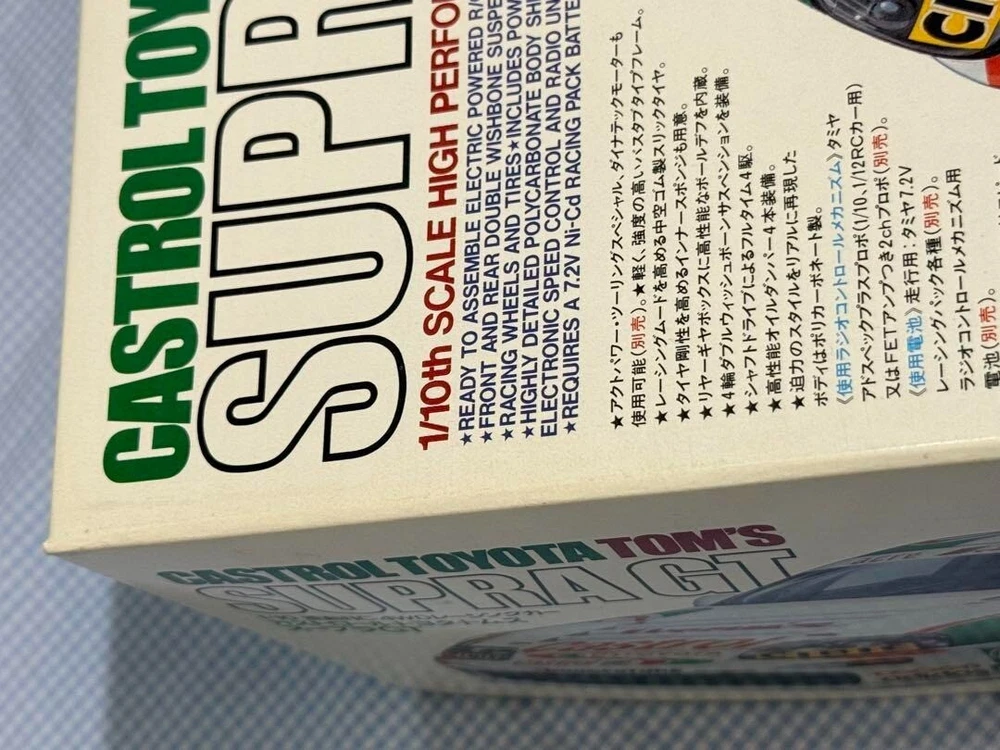 CASTROL TOY
SUPR
1/10th SCALE HIGH PERFO
★READY TO ASSEMBLE ELECTRIC POWERED R/
★FRONT AND REAR DOUBLE WISHBONE SUSPE
★RACING WHEELS AND TIRES★INCLUDES POW
★HIGHLY DETAILED POLYCARBONATE BODY SH
ELECTRONIC SPEED CONTROL AND RADIO UN
★REQUIRES A 7.2V Ni-Cd RACING PACK BATTE
★アクトパワー・ツーリングスペシャル、ダイナテックモーターも
使用可能(別売)。★軽く、強度の高いバスタブタイプフレーム。
★レーシングムードを高める中空ゴム製スリックタイヤ。
★タイヤ剛性を高めるインナースポンジも用意。
★リヤーギヤボックスに高性能なボールデフを内蔵。
★4輪ダブルウィッシュボーンサスペンションを装備。
★シャフトドライブによるフルタイム4駆。
★高性能オイルダンパー4本装備。
★迫力のスタイルをリアルに再現した
ボディはポリカーボネート製。
《使用ラジオコントロールメカニズム》タミヤ
アドスペックプラスプロポ(1/10、1/12RCカー用)
又はFETアンプつき2chプロポ(別売)。
《使用電池》走行用:タミヤ7.2V
レーシングパック各種(別売)。
ラジオコントロールメカニズム用
電池(別売)。
CASTROL TOYOTA TOM'S
SUPRA GT